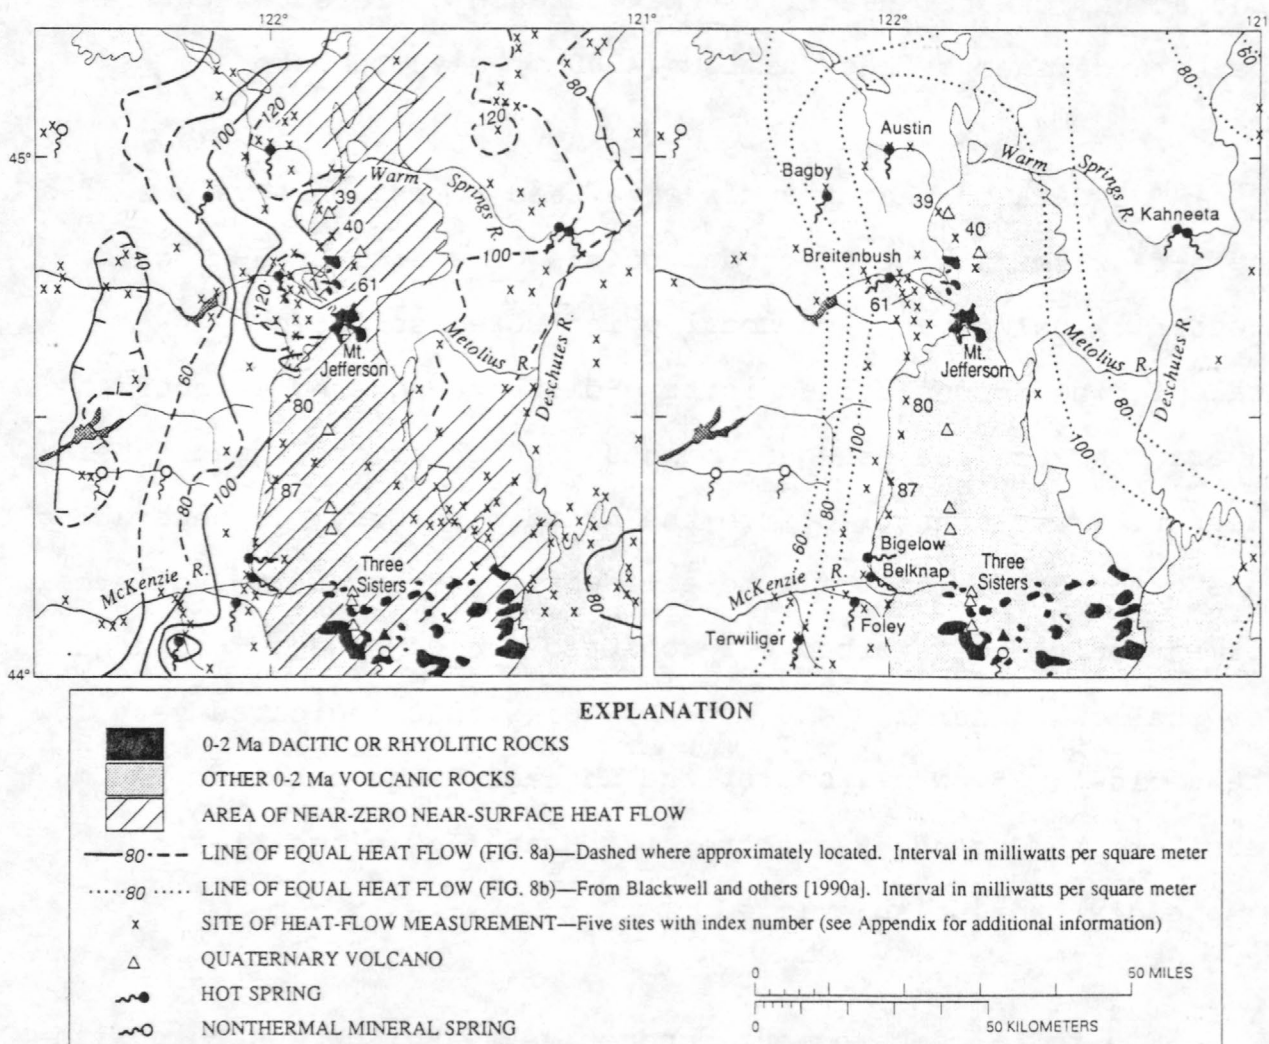 122°
121°
122°
121°
45°
44°
100
120
120
80
39
40
Warm
Springs R.
100
40
120
61
Mt.
Jefferson
Metolius R.
Deschutes R.
60
80
87
80
100
Three
Sisters
McKenzie R.
80
80
60
Austin
Bagby
Warm
Springs R.
39
40
Kahneeta
Breitenbush
61
Mt.
Jefferson
Metolius R.
Deschutes R.
80
80
100
100
87
80
60
Bigelow
Belknap
Three
Sisters
McKenzie R.
Foley
Terwiliger
EXPLANATION
0-2 Ma DACITIC OR RHYOLITIC ROCKS
OTHER 0-2 Ma VOLCANIC ROCKS
AREA OF NEAR-ZERO NEAR-SURFACE HEAT FLOW
80 LINE OF EQUAL HEAT FLOW (FIG. 8a)—Dashed where approximately located. Interval in milliwatts per square meter
80 LINE OF EQUAL HEAT FLOW (FIG. 8b)—From Blackwell and others [1990a]. Interval in milliwatts per square meter
x SITE OF HEAT-FLOW MEASUREMENT—Five sites with index number (see Appendix for additional information)
QUATERNARY VOLCANO
HOT SPRING
NONTHERMAL MINERAL SPRING
0 50 MILES
0 50 KILOMETERS